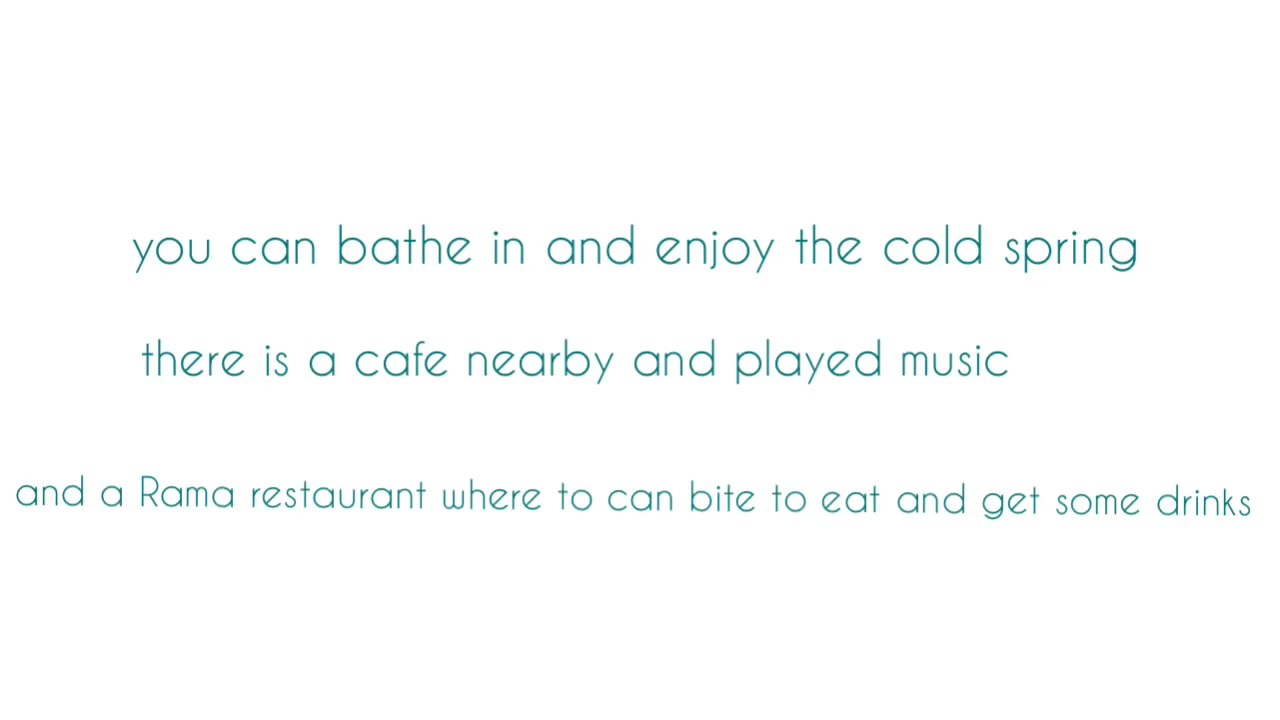 you can bathe in and enjoy the cold spring
there is a cafe nearby and played music
and a Rama restaurant where to can bite to eat and get some drinks